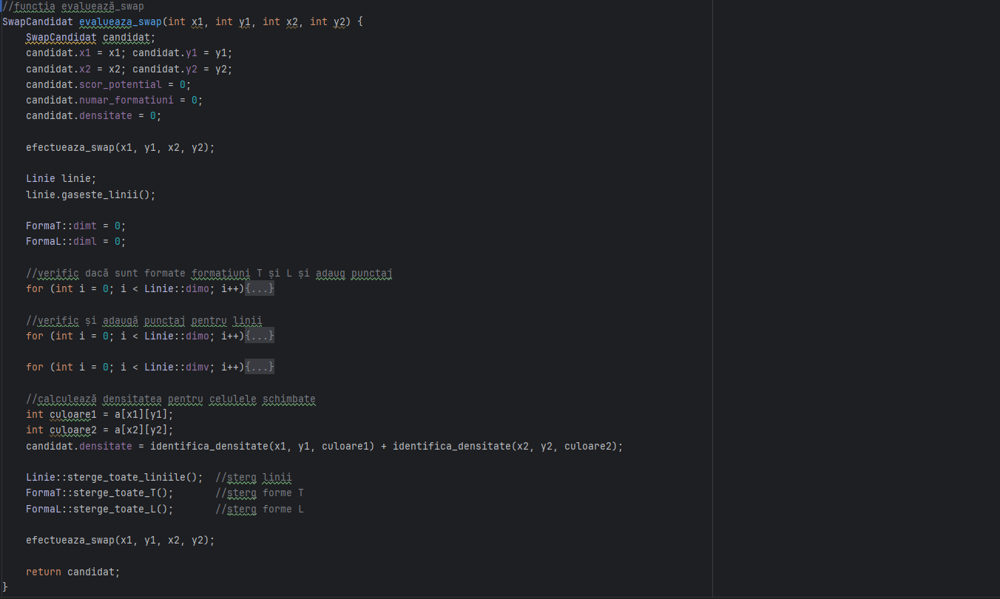 //functia evaluează_swap
SwapCandidat evalueaza_swap(int x1, int y1, int x2, int y2) {
    SwapCandidat candidat;
    candidat.x1 = x1; candidat.y1 = y1;
    candidat.x2 = x2; candidat.y2 = y2;
    candidat.scor_potential = 0;
    candidat.numar_formatiuni = 0;
    candidat.densitate = 0;

    efectueaza_swap(x1, y1, x2, y2);

    Linie linie;
    linie.gaseste_linii();

    FormaT::dimt = 0;
    FormaL::diml = 0;

    //verific dacă sunt formate formatiuni T și L și adaug punctaj
    for (int i = 0; i < Linie::dimo; i++){...}

    //verific și adaugă punctaj pentru linii
    for (int i = 0; i < Linie::dimo; i++){...}

    for (int i = 0; i < Linie::dimv; i++){...}

    //calculează densitatea pentru celulele schimbate
    int culoare1 = a[x1][y1];
    int culoare2 = a[x2][y2];
    candidat.densitate = identifica_densitate(x1, y1, culoare1) + identifica_densitate(x2, y2, culoare2);

    Linie::sterge_toate_liniile();  //sterg linii
    FormaT::sterge_toate_T();       //sterg forme T
    FormaL::sterge_toate_L();       //sterg forme L

    efectueaza_swap(x1, y1, x2, y2);

    return candidat;
}